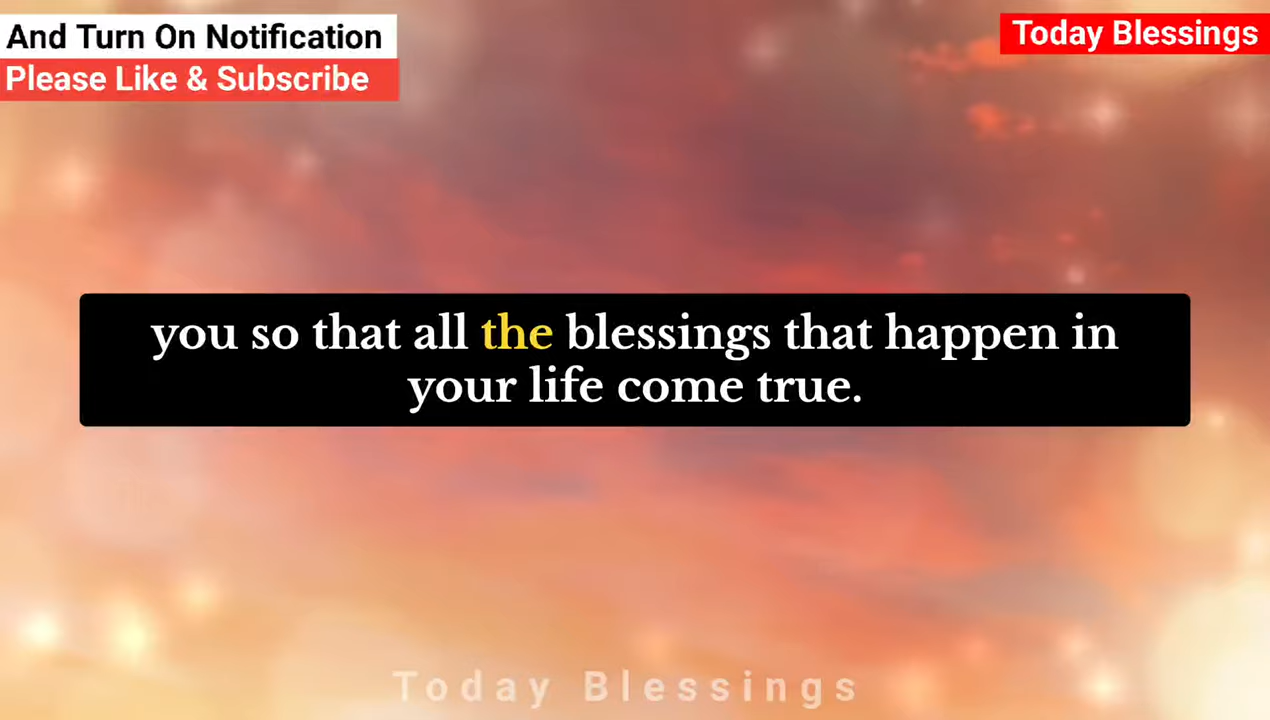 And Turn On Notification
Please Like & Subscribe
Today Blessings
you so that all the blessings that happen in
your life come true.
Today Blessings